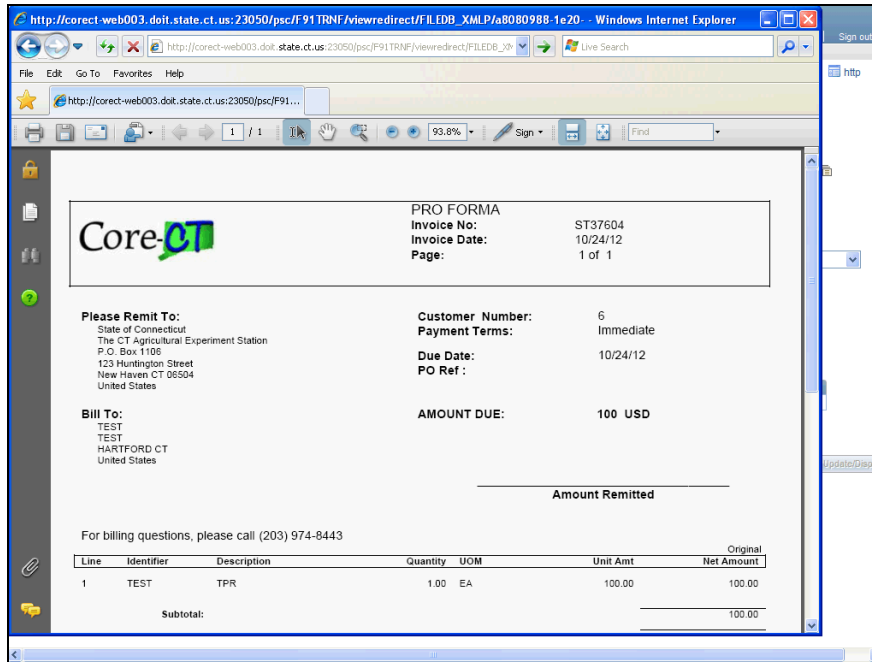 http://corect-web003.doit.state.ct.us:23050/psc/F91TRNF/viewredirect/FILEDB_XMLP/a8080988-1e20- - Windows Internet Explorer
Sign out
http://corect-web003.doit.state.ct.us:23050/psc/F91TRNF/viewredirect/FILEDB_XM
Live Search
File Edit Go To Favorites Help
http
http://corect-web003.doit.state.ct.us:23050/psc/F91...
1 / 1 93.8% Sign Find
Core-CT
PRO FORMA
Invoice No: ST37604
Invoice Date: 10/24/12
Page: 1 of 1
Please Remit To:
State of Connecticut
The CT Agricultural Experiment Station
P.O. Box 1106
123 Huntington Street
New Haven CT 06504
United States
Customer Number: 6
Payment Terms: Immediate
Due Date: 10/24/12
PO Ref :
Bill To:
TEST
TEST
HARTFORD CT
United States
AMOUNT DUE: 100 USD
Update/Disp
Amount Remitted
For billing questions, please call (203) 974-8443
Original
Line Identifier Description Quantity UOM Unit Amt Net Amount
1 TEST TPR 1.00 EA 100.00 100.00
Subtotal: 100.00